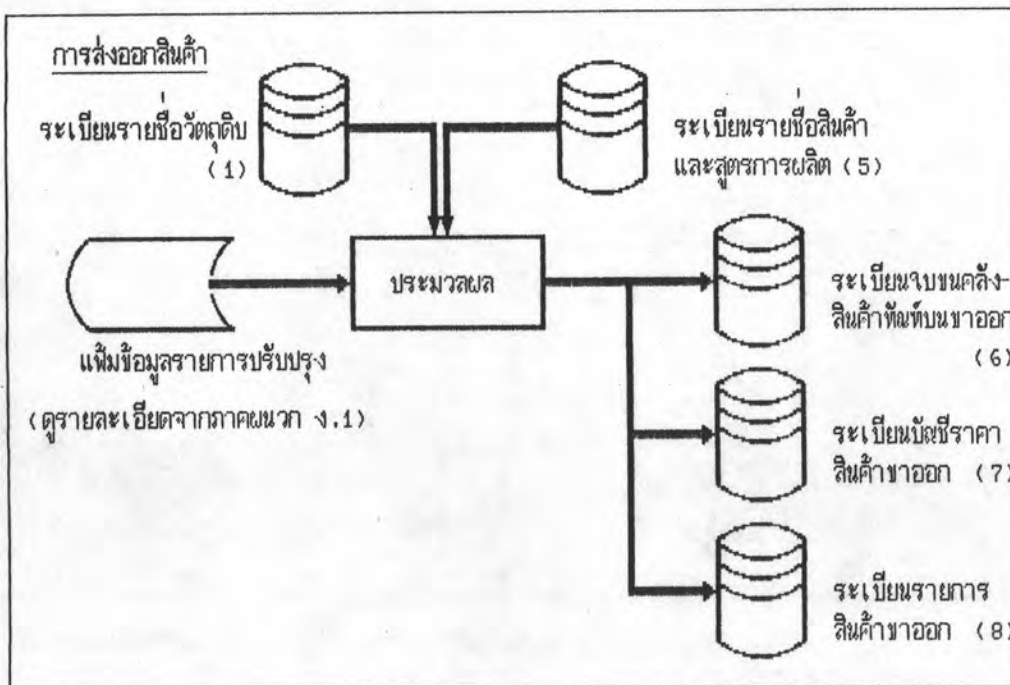 การส่งออกสินค้า
ระเบียนรายชื่อวัตถุดิบ
(1)
ระเบียนรายชื่อสินค้า
และสูตรการผลิต (5)
ประมวลผล
แฟ้มข้อมูลรายการปรับปรุง
(ดูรายละเอียดจากภาคผนวก ง.1)
ระเบียนใบขนคลัง-
สินค้าทัณฑ์บนขาออก
(6)
ระเบียนบัญชีราคา
สินค้าขาออก (7)
ระเบียนรายการ
สินค้าขาออก (8)